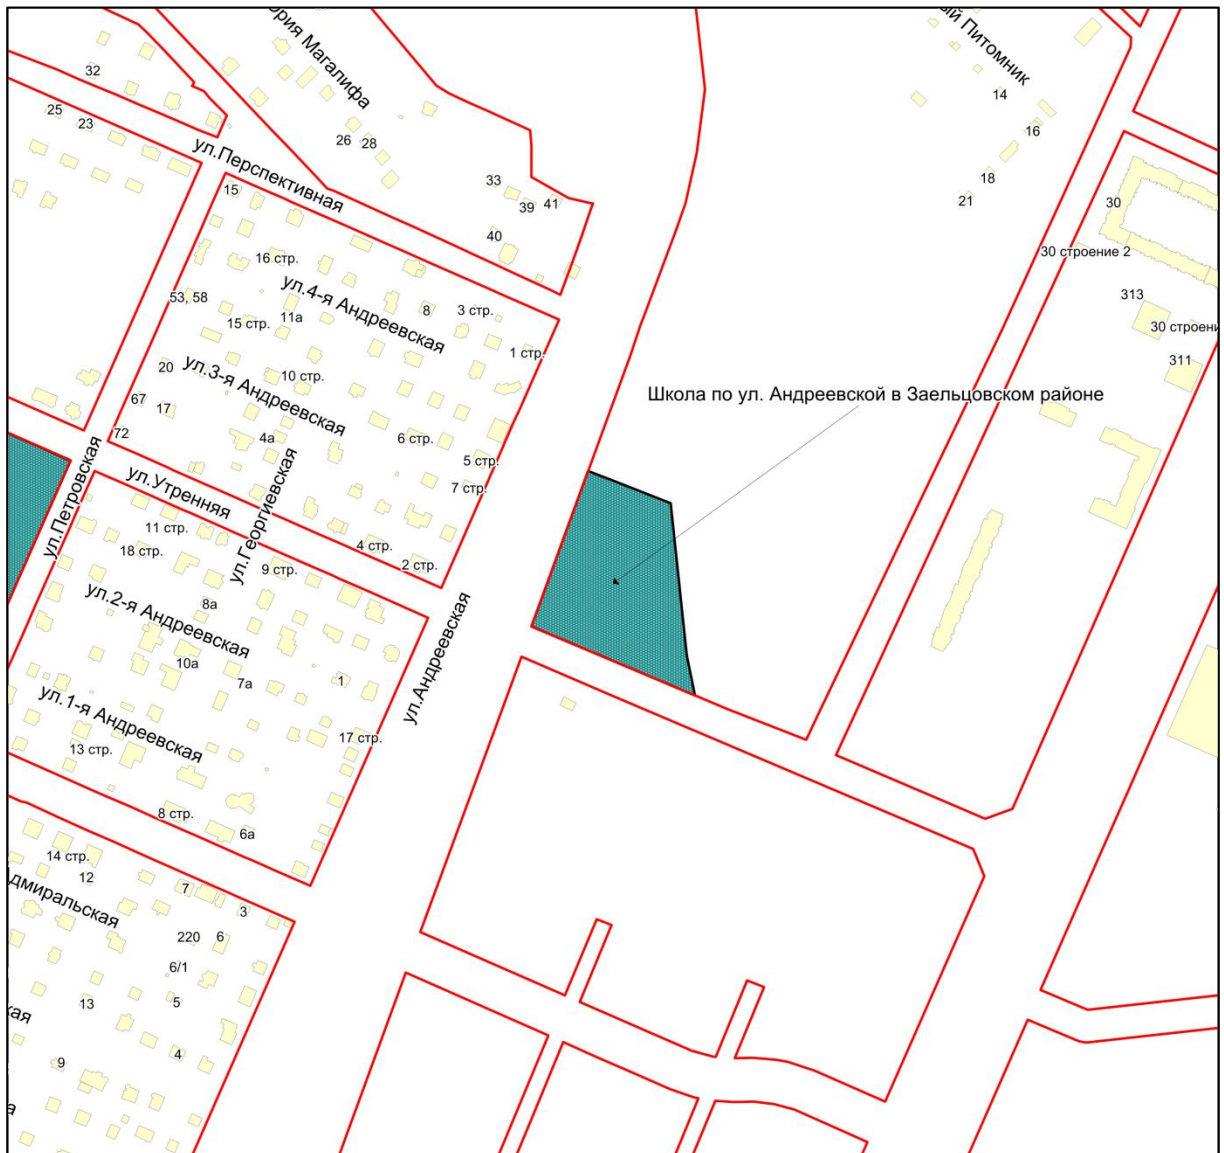 ория Магалифа
ый Питомник
32
25
23
26
28
14
16
18
21
ул.Перспективная
15
33
39
41
40
30
30 строение 2
313
30 строени
311
16 стр.
ул.4-я Андреевская
53, 58
11а
8
3 стр.
15 стр.
1 стр.
ул.3-я Андреевская
20
10 стр.
67
17
72
4а
6 стр.
5 стр.
7 стр.
Школа по ул. Андреевской в Заельцовском районе
ул.Петровская
ул.Утренняя
ул.Георгиевская
11 стр.
18 стр.
4 стр.
2 стр.
9 стр.
ул.2-я Андреевская
8а
10а
7а
1
ул.Андреевская
ул.1-я Андреевская
17 стр.
13 стр.
8 стр.
6а
14 стр.
12
дмиральская
7
3
220
6
6/1
5
13
кая
4
9
а